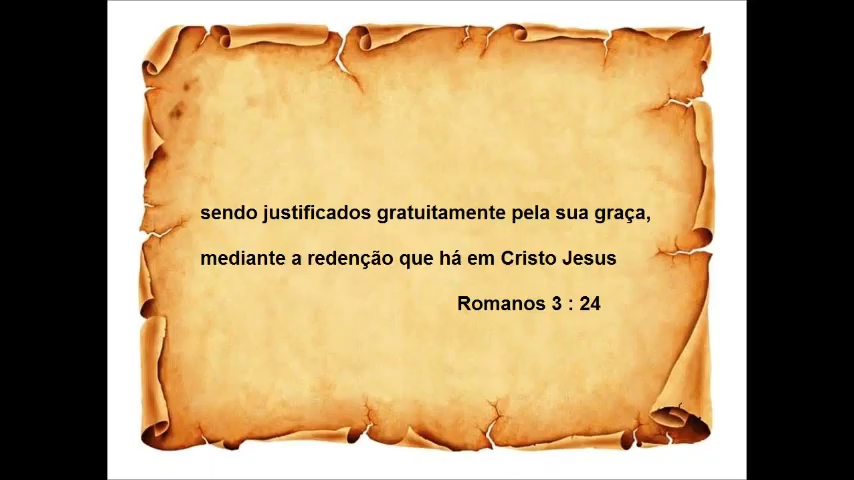 sendo justificados gratuitamente pela sua graça,
mediante a redenção que há em Cristo Jesus
Romanos 3 : 24